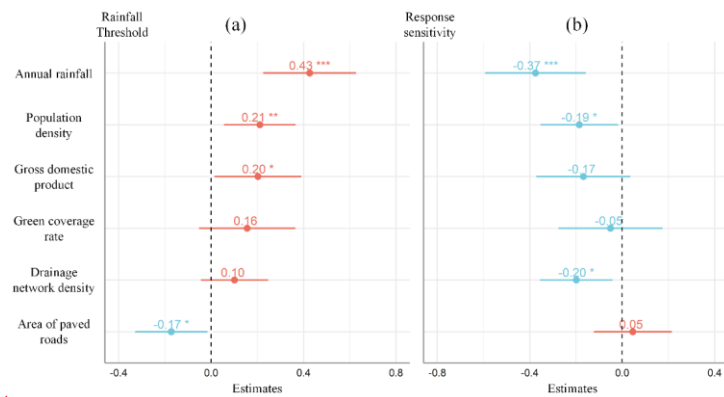 Rainfall
Threshold
(a)
Response
sensitivity
(b)
Annual rainfall
0.43 ***
-0.37 ***
Population
density
0.21 **
-0.19 *
Gross domestic
product
0.20 *
-0.17
Green coverage
rate
0.16
-0.05
Drainage
network density
0.10
-0.20 *
Area of paved
roads
-0.17 *
0.05
-0.4 0.0 0.4 0.8
-0.8 -0.4 0.0 0.4
Estimates
Estimates